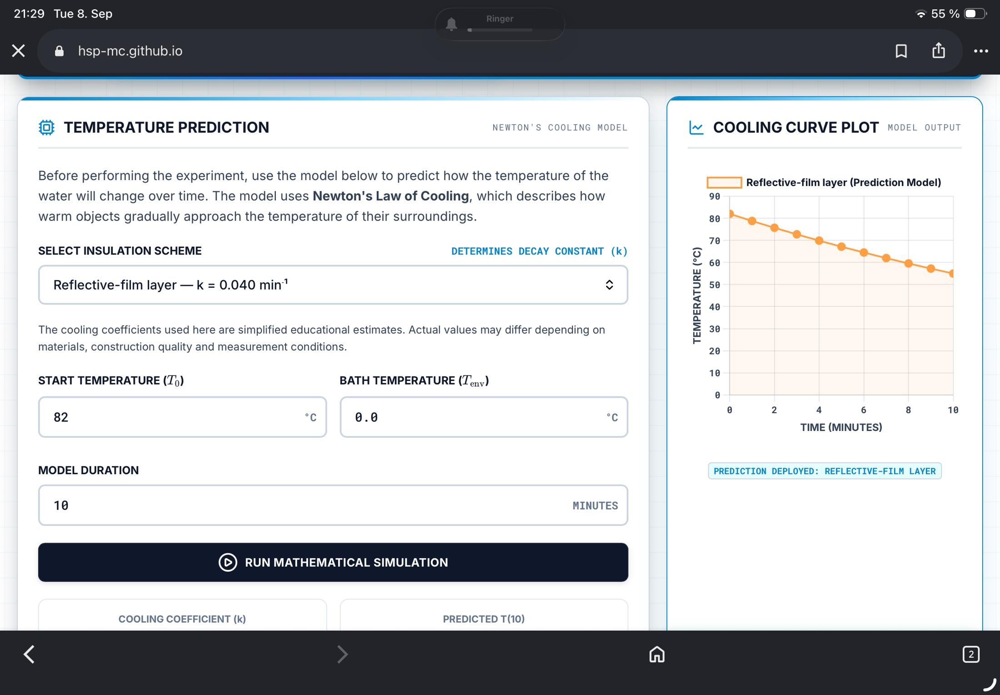 21:29 Tue 8. Sep
Ringer
55 %
hsp-mc.github.io
TEMPERATURE PREDICTION
NEWTON'S COOLING MODEL
Before performing the experiment, use the model below to predict how the temperature of the
water will change over time. The model uses Newton's Law of Cooling, which describes how
warm objects gradually approach the temperature of their surroundings.
SELECT INSULATION SCHEME
DETERMINES DECAY CONSTANT (k)
Reflective-film layer — k = 0.040 min⁻¹
The cooling coefficients used here are simplified educational estimates. Actual values may differ depending on
materials, construction quality and measurement conditions.
START TEMPERATURE (T₀)
82 °C
BATH TEMPERATURE (Tenv)
0.0 °C
MODEL DURATION
10 MINUTES
RUN MATHEMATICAL SIMULATION
COOLING COEFFICIENT (k)
PREDICTED T(10)
COOLING CURVE PLOT
MODEL OUTPUT
Reflective-film layer (Prediction Model)
TEMPERATURE (°C)
90
80
70
60
50
40
30
20
10
0
0 2 4 6 8 10
TIME (MINUTES)
PREDICTION DEPLOYED: REFLECTIVE-FILM LAYER
2